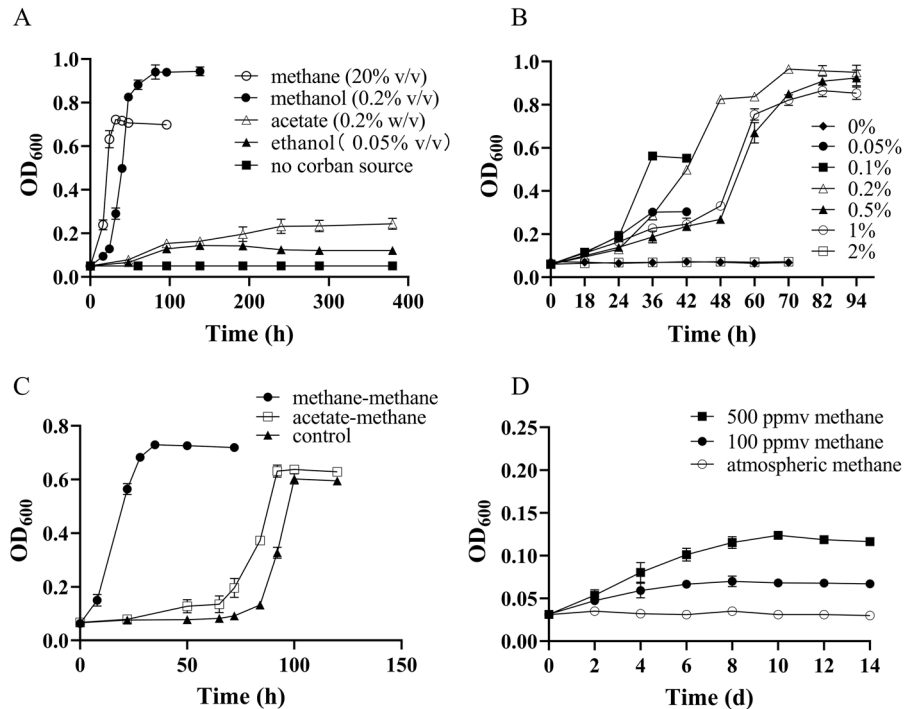 A
OD600
1.0
0.8
0.6
0.4
0.2
0.0
0
100
200
300
400
Time (h)
methane (20% v/v)
methanol (0.2% v/v)
acetate (0.2% w/v)
ethanol( 0.05% v/v)
no corban source
B
OD600
1.0
0.8
0.6
0.4
0.2
0.0
0
18
24
36
42
48
60
70
82
94
Time (h)
0%
0.05%
0.1%
0.2%
0.5%
1%
2%
C
methane-methane
acetate-methane
control
OD600
0.8
0.6
0.4
0.2
0.0
0
50
100
150
Time (h)
D
500 ppmv methane
100 ppmv methane
atmospheric methane
OD600
0.25
0.20
0.15
0.10
0.05
0.00
0
2
4
6
8
10
12
14
Time (d)